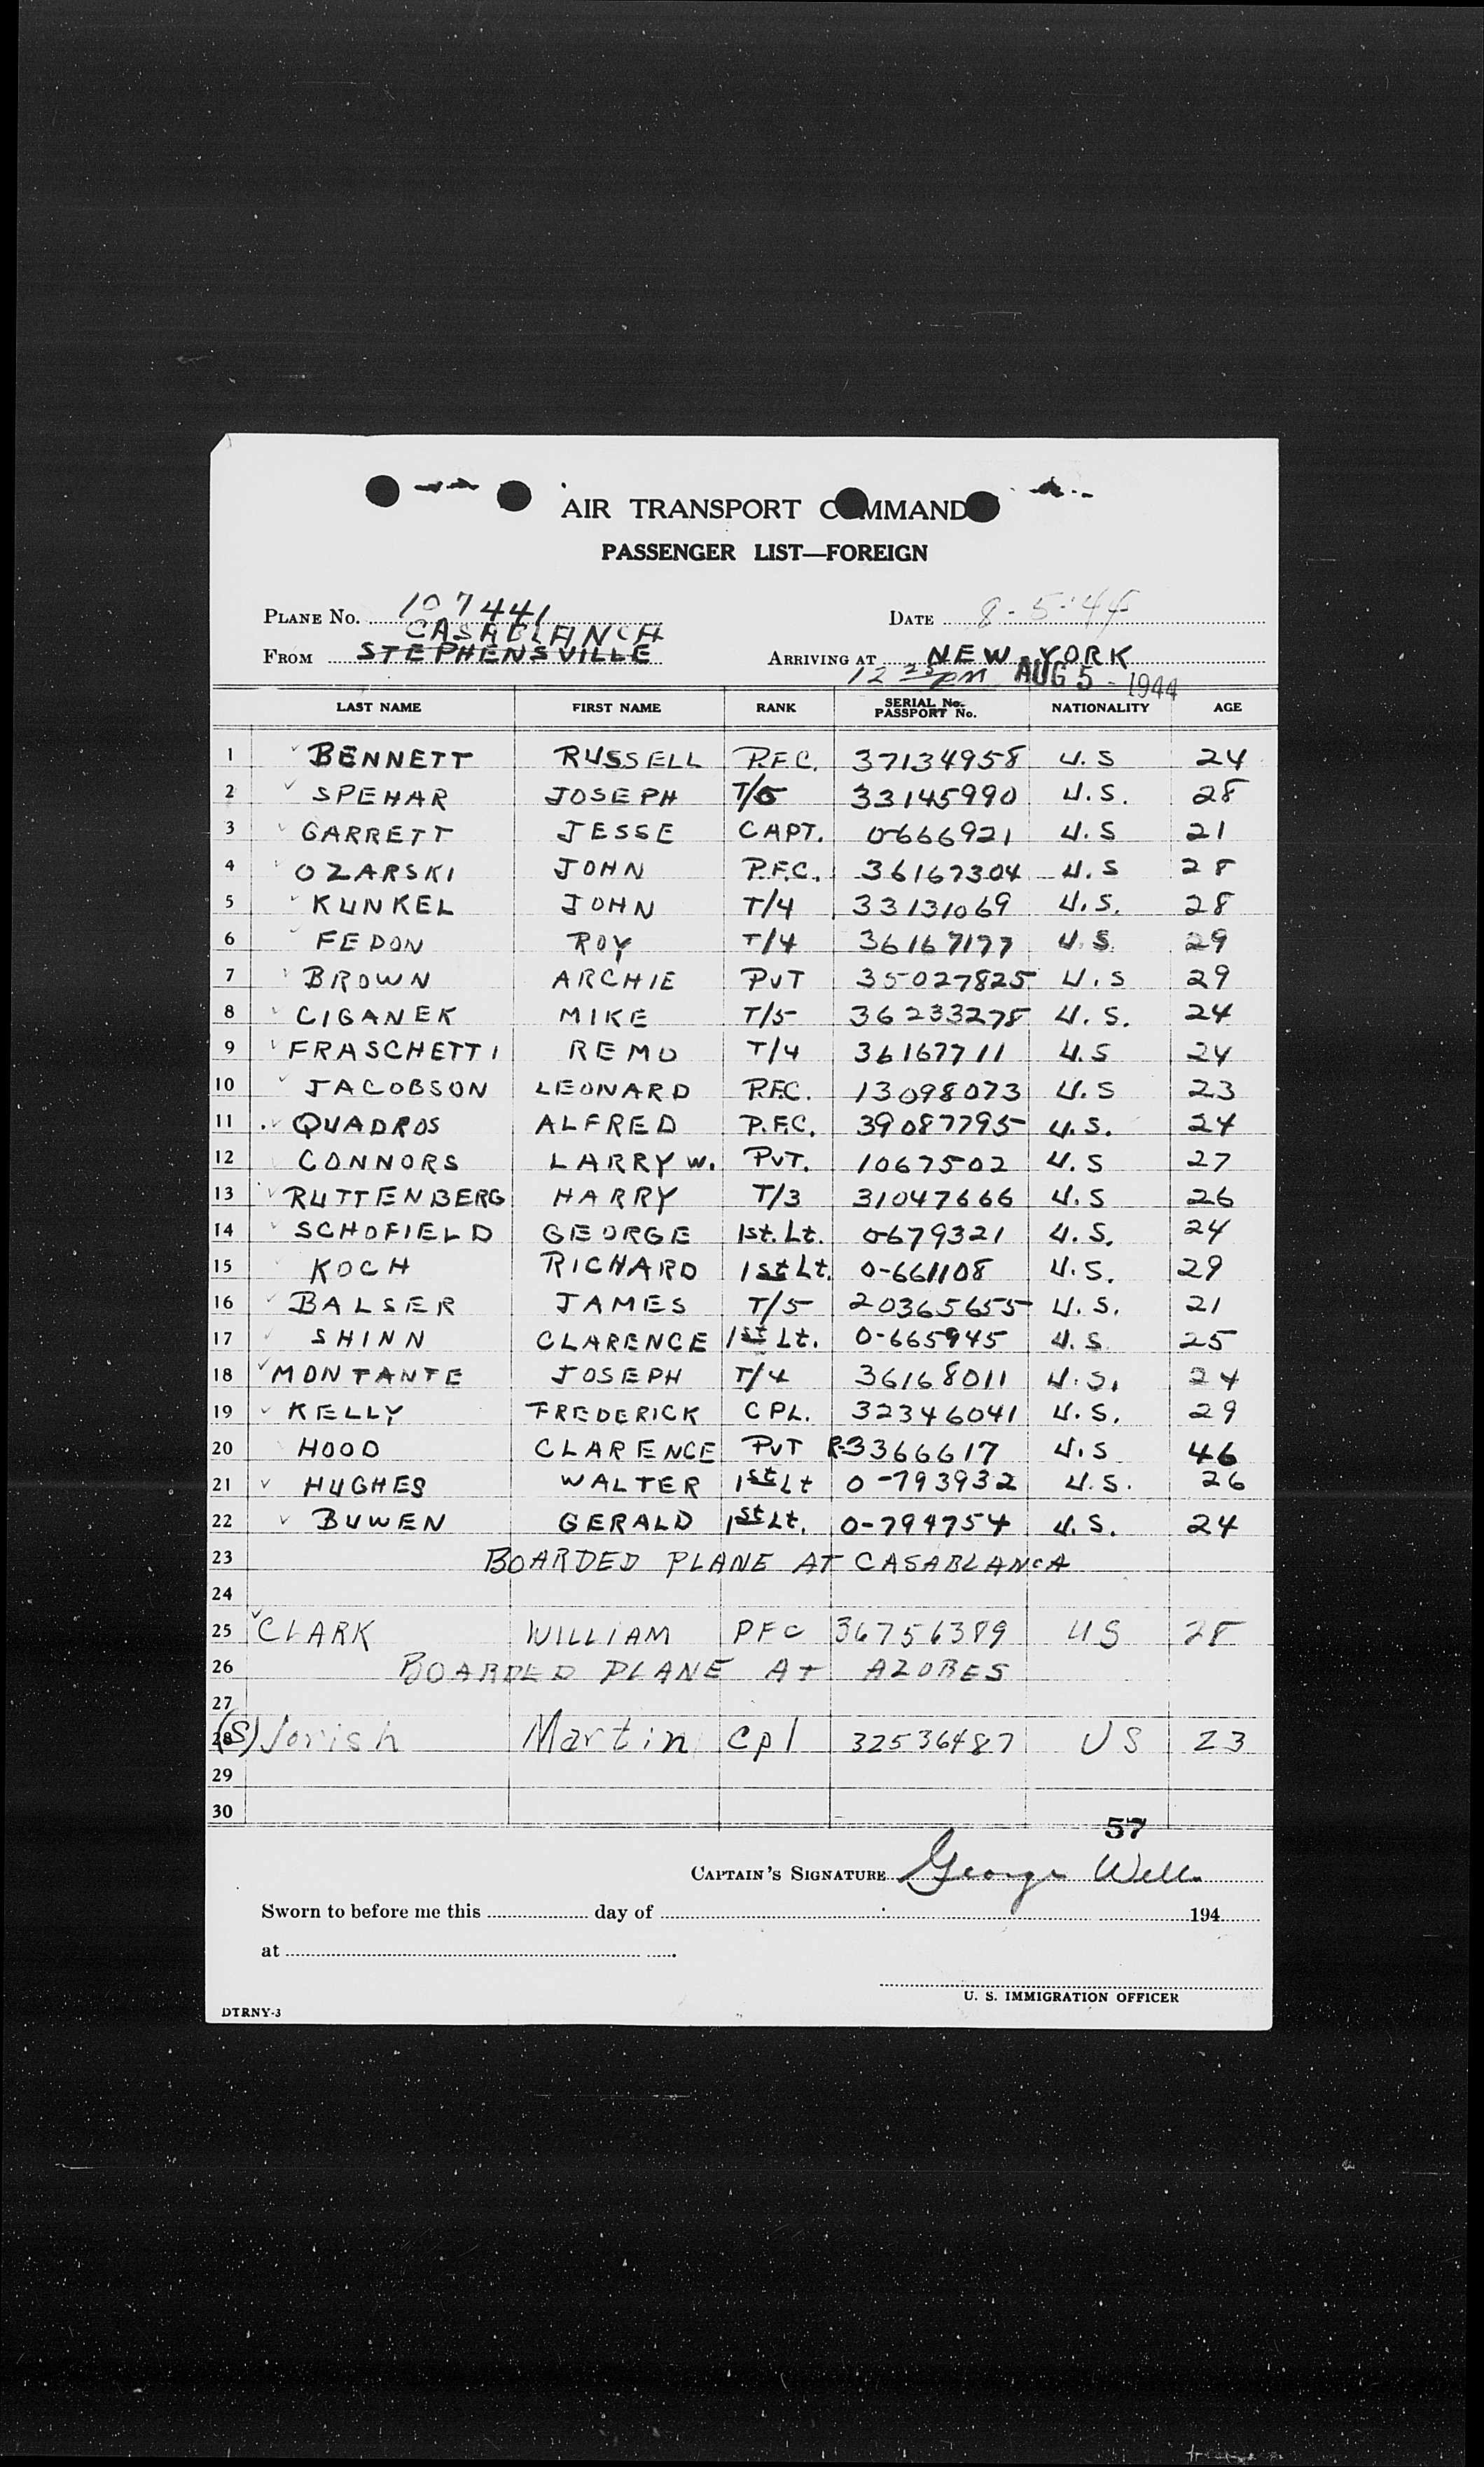 AIR TRANSPORT COMMAND
PASSENGER LIST—FOREIGN
PLANE NO. 107441 DATE 8-5-44
CASABLANCA
FROM STEPHENSVILLE ARRIVING AT NEW YORK
12 25 PM AUG 5 - 1944
LAST NAME FIRST NAME RANK SERIAL No. PASSPORT No. NATIONALITY AGE
1 BENNETT RUSSELL P.F.C. 37134958 U.S 24
2 SPEHAR JOSEPH T/5 33145990 U.S. 28
3 GARRETT JESSE CAPT. 0-666921 U.S 21
4 OZARSKI JOHN P.F.C. 36167304 U.S 28
5 KUNKEL JOHN T/4 33131069 U.S. 28
6 FEDON ROY T/4 36167177 U.S. 29
7 BROWN ARCHIE PVT 35027825 U.S 29
8 CIGANEK MIKE T/5 36233278 U.S. 24
9 FRASCHETTI REMO T/4 36167711 U.S 24
10 JACOBSON LEONARD P.F.C. 13098073 U.S 23
11 QUADROS ALFRED P.F.C. 39087795 U.S. 24
12 CONNORS LARRY W. PVT. 1067502 U.S 27
13 RUTTENBERG HARRY T/3 31047666 U.S 26
14 SCHOFIELD GEORGE 1st. Lt. 0-679321 U.S. 24
15 KOCH RICHARD 1st Lt. 0-661108 U.S. 29
16 BALSER JAMES T/5 20365655 U.S. 21
17 SHINN CLARENCE 1st Lt. 0-665945 U.S. 25
18 MONTANTE JOSEPH T/4 36168011 U.S. 24
19 KELLY FREDERICK CPL. 32346041 U.S. 29
20 HOOD CLARENCE PVT R-3366617 U.S 46
21 HUGHES WALTER 1st Lt 0-793932 U.S. 26
22 BUWEN GERALD 1st Lt. 0-794754 U.S. 24
23 BOARDED PLANE AT CASABLANCA
24
25 CLARK WILLIAM PFC 36756389 US 28
26 BOARDED PLANE AT AZORES
27
28 (S) Jorish Martin Cpl 32536487 US 23
29
30
57
CAPTAIN'S SIGNATURE George Well
Sworn to before me this day of 194
at
U. S. IMMIGRATION OFFICER
DTRNY-3